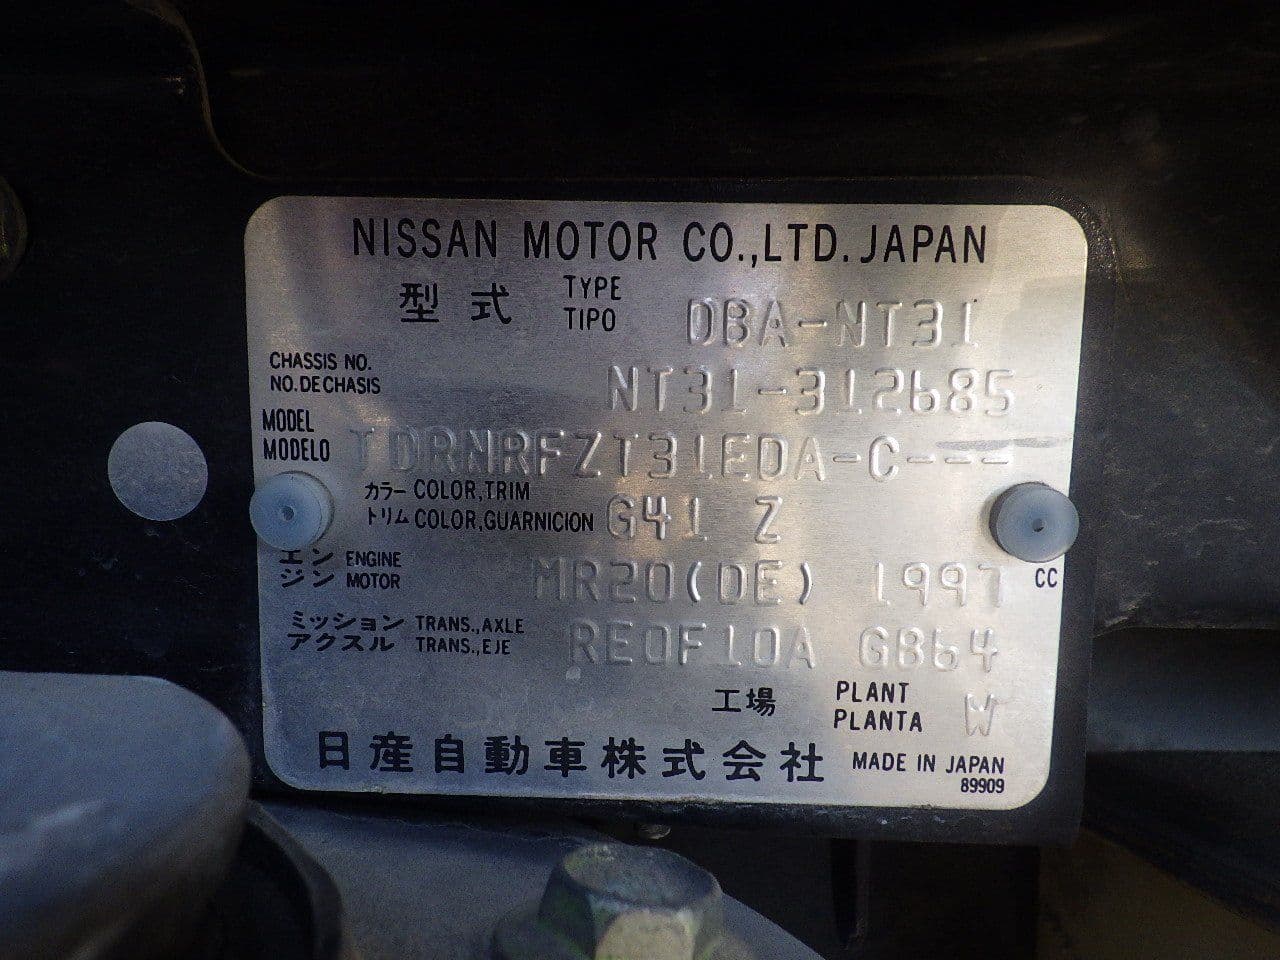 NISSAN MOTOR CO.,LTD. JAPAN
型式 TYPE TIPO DBA-NT31
CHASSIS NO.
NO. DE CHASIS NT31-312685
MODEL
MODELO TDRNRFZT31EDA-C---
カラー COLOR,TRIM
トリム COLOR,GUARNICION G41 Z
エン ENGINE
ジン MOTOR MR20(DE) 1997 CC
ミッション TRANS.,AXLE
アクスル TRANS.,EJE RE0F10A GB64
工場 PLANT PLANTA W
日産自動車株式会社 MADE IN JAPAN
89909